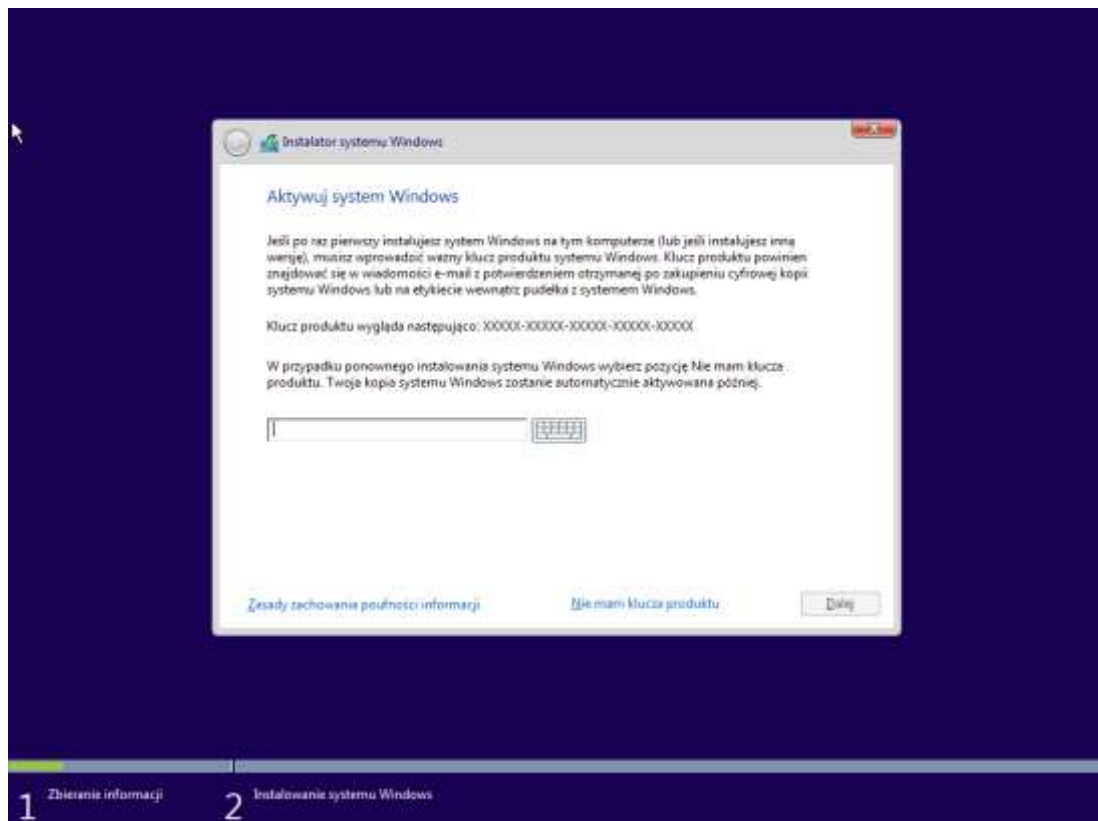 Instalator systemu Windows
Aktywuj system Windows
Jeśli po raz pierwszy instalujesz system Windows na tym komputerze (lub jeśli instalujesz inną
wersję), musisz wprowadzić ważny klucz produktu systemu Windows. Klucz produktu powinien
znajdować się w wiadomości e-mail z potwierdzeniem otrzymanej po zakupieniu cyfrowej kopii
systemu Windows lub na etykiecie wewnątrz pudełka z systemem Windows.
Klucz produktu wygląda następująco: XXXXX-XXXXX-XXXXX-XXXXX-XXXXX
W przypadku ponownego instalowania systemu Windows wybierz pozycję Nie mam klucza
produktu. Twoja kopia systemu Windows zostanie automatycznie aktywowana później.
Zasady zachowania poufności informacji
Nie mam klucza produktu
Dalej
1 Zbieranie informacji
2 Instalowanie systemu Windows